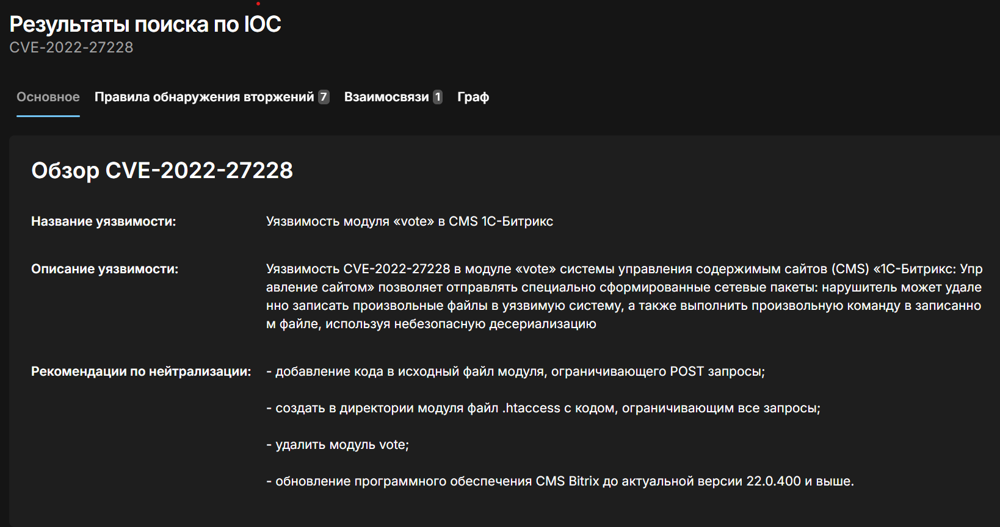 Результаты поиска по IOC
CVE-2022-27228
Основное Правила обнаружения вторжений 7 Взаимосвязи 1 Граф
Обзор CVE-2022-27228
Название уязвимости: Уязвимость модуля «vote» в CMS 1С-Битрикс
Описание уязвимости: Уязвимость CVE-2022-27228 в модуле «vote» системы управления содержимым сайтов (CMS) «1С-Битрикс: Упр
авление сайтом» позволяет отправлять специально сформированные сетевые пакеты: нарушитель может удале
нно записать произвольные файлы в уязвимую систему, а также выполнить произвольную команду в записанно
м файле, используя небезопасную десериализацию
Рекомендации по нейтрализации: - добавление кода в исходный файл модуля, ограничивающего POST запросы;
- создать в директории модуля файл .htaccess с кодом, ограничивающим все запросы;
- удалить модуль vote;
- обновление программного обеспечения CMS Bitrix до актуальной версии 22.0.400 и выше.